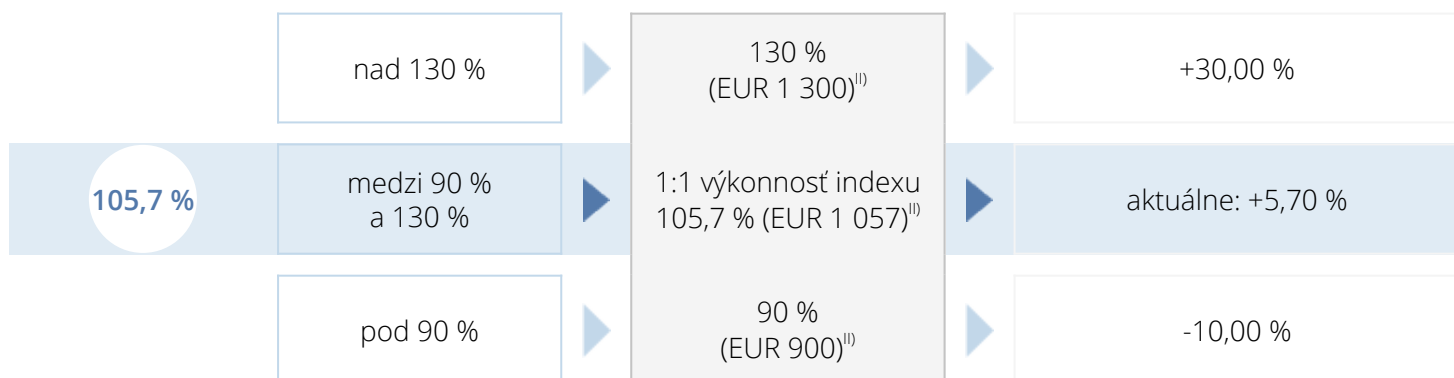 nad 130 %
130 %
(EUR 1 300)II)
+30,00 %
105,7 %
medzi 90 %
a 130 %
1:1 výkonnosť indexu
105,7 % (EUR 1 057)II)
aktuálne: +5,70 %
pod 90 %
90 %
(EUR 900)II)
-10,00 %